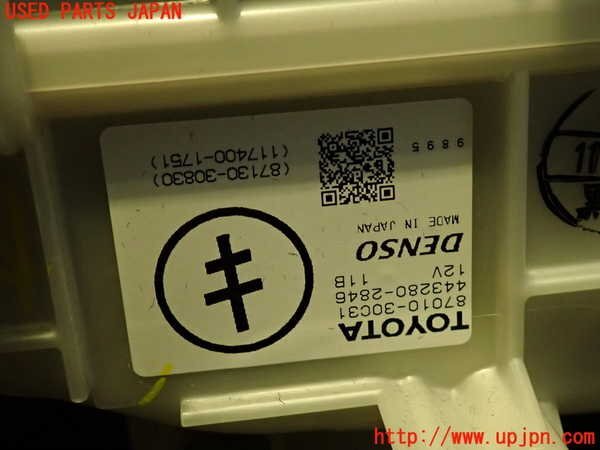 USED PARTS JAPAN
TOYOTA
87010-30C31
443280-2846
12V 11B
DENSO
MADE IN JAPAN
9895
(87130-30830)
(117400-1751)
11
http://www.upjpn.com/